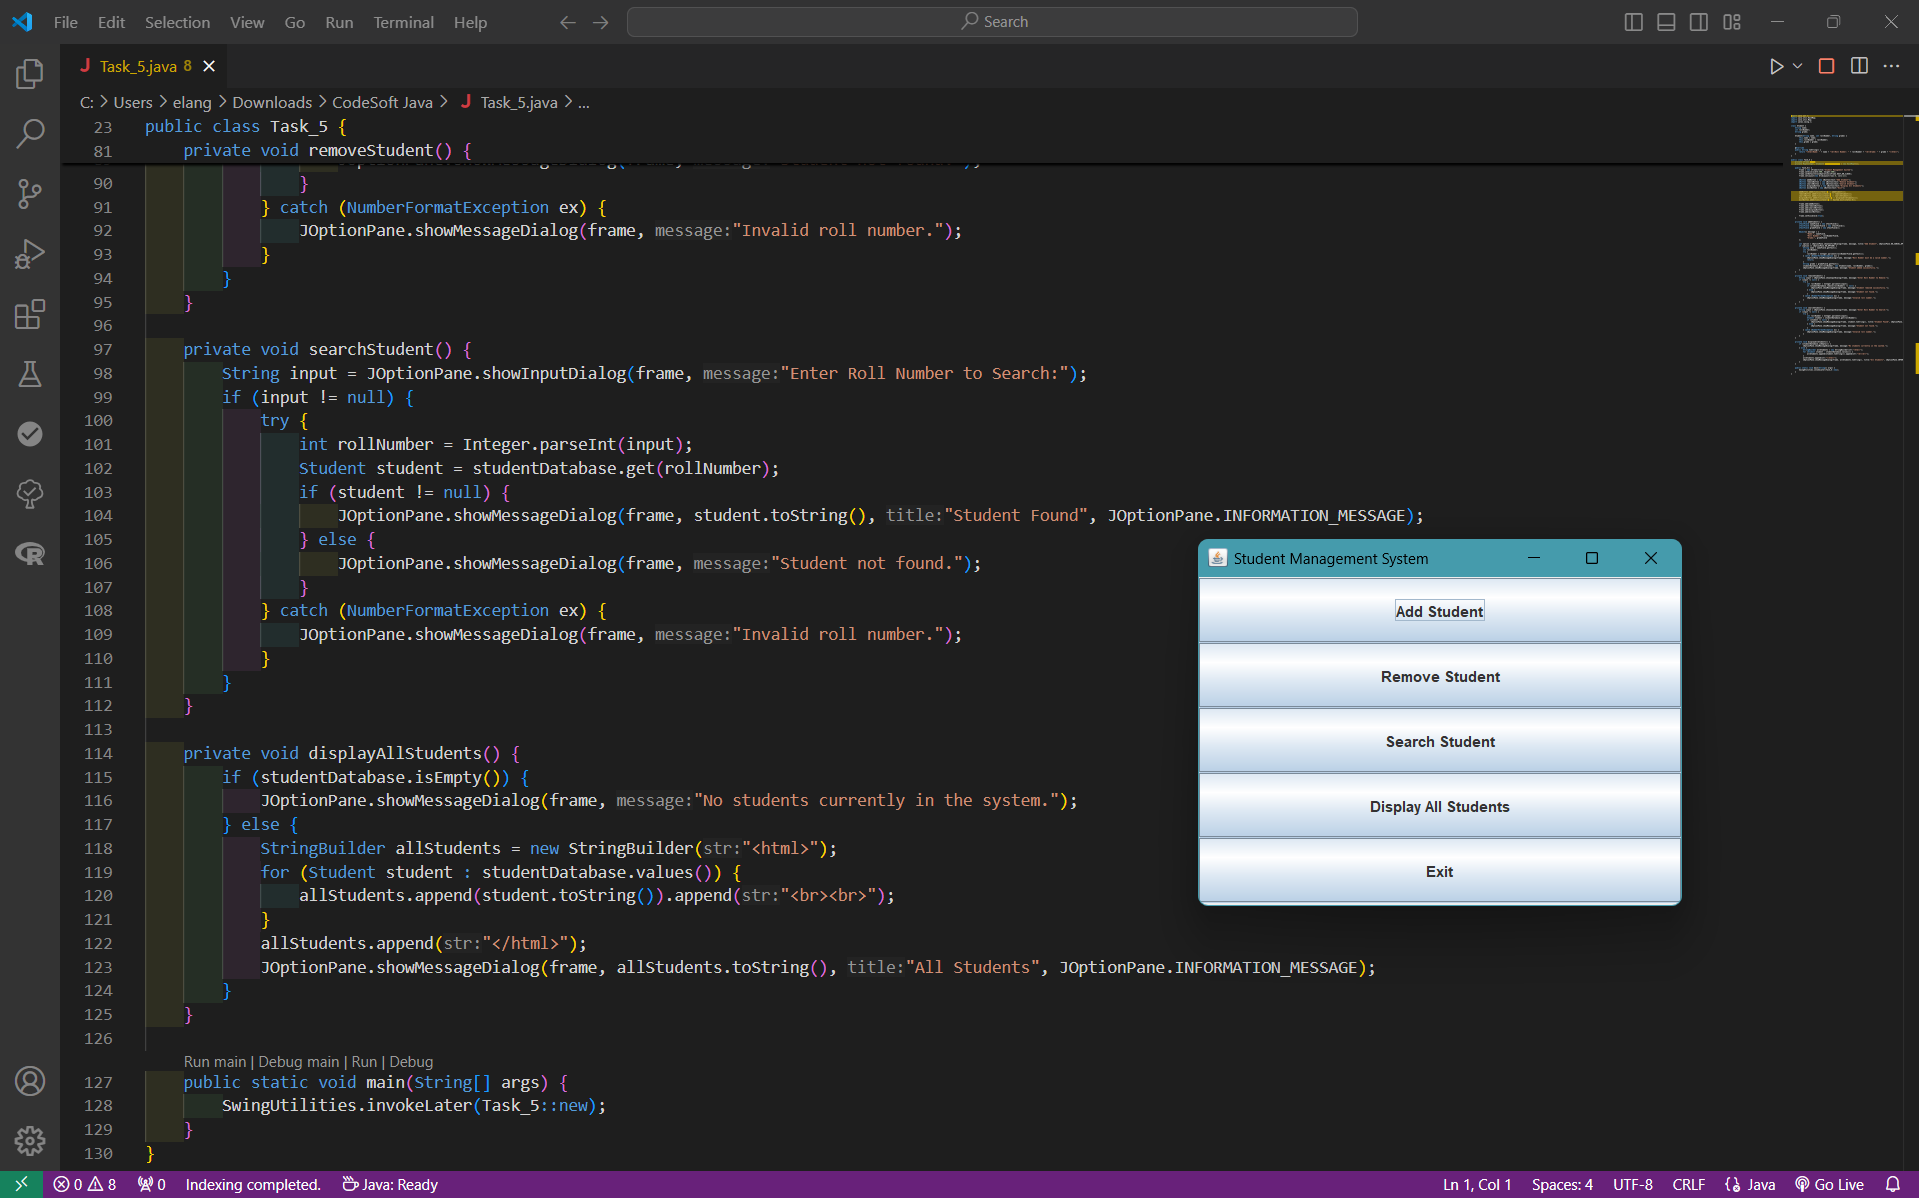 File Edit Selection View Go Run Terminal Help Search
Task_5.java 8
C: > Users > elang > Downloads > CodeSoft Java > Task_5.java > ...
23 public class Task_5 {
81 private void removeStudent() {
90 }
91 } catch (NumberFormatException ex) {
92 JOptionPane.showMessageDialog(frame, message:"Invalid roll number.");
93 }
94 }
95 }
96
97 private void searchStudent() {
98 String input = JOptionPane.showInputDialog(frame, message:"Enter Roll Number to Search:");
99 if (input != null) {
100 try {
101 int rollNumber = Integer.parseInt(input);
102 Student student = studentDatabase.get(rollNumber);
103 if (student != null) {
104 JOptionPane.showMessageDialog(frame, student.toString(), title:"Student Found", JOptionPane.INFORMATION_MESSAGE);
105 } else {
106 JOptionPane.showMessageDialog(frame, message:"Student not found.");
107 }
108 } catch (NumberFormatException ex) {
109 JOptionPane.showMessageDialog(frame, message:"Invalid roll number.");
110 }
111 }
112 }
113
114 private void displayAllStudents() {
115 if (studentDatabase.isEmpty()) {
116 JOptionPane.showMessageDialog(frame, message:"No students currently in the system.");
117 } else {
118 StringBuilder allStudents = new StringBuilder(str:"<html>");
119 for (Student student : studentDatabase.values()) {
120 allStudents.append(student.toString()).append(str:"<br><br>");
121 }
122 allStudents.append(str:"</html>");
123 JOptionPane.showMessageDialog(frame, allStudents.toString(), title:"All Students", JOptionPane.INFORMATION_MESSAGE);
124 }
125 }
126
Run main | Debug main | Run | Debug
127 public static void main(String[] args) {
128 SwingUtilities.invokeLater(Task_5::new);
129 }
130 }
Student Management System
Add Student
Remove Student
Search Student
Display All Students
Exit
0 8 0 Indexing completed. Java: Ready Ln 1, Col 1 Spaces: 4 UTF-8 CRLF Java Go Live